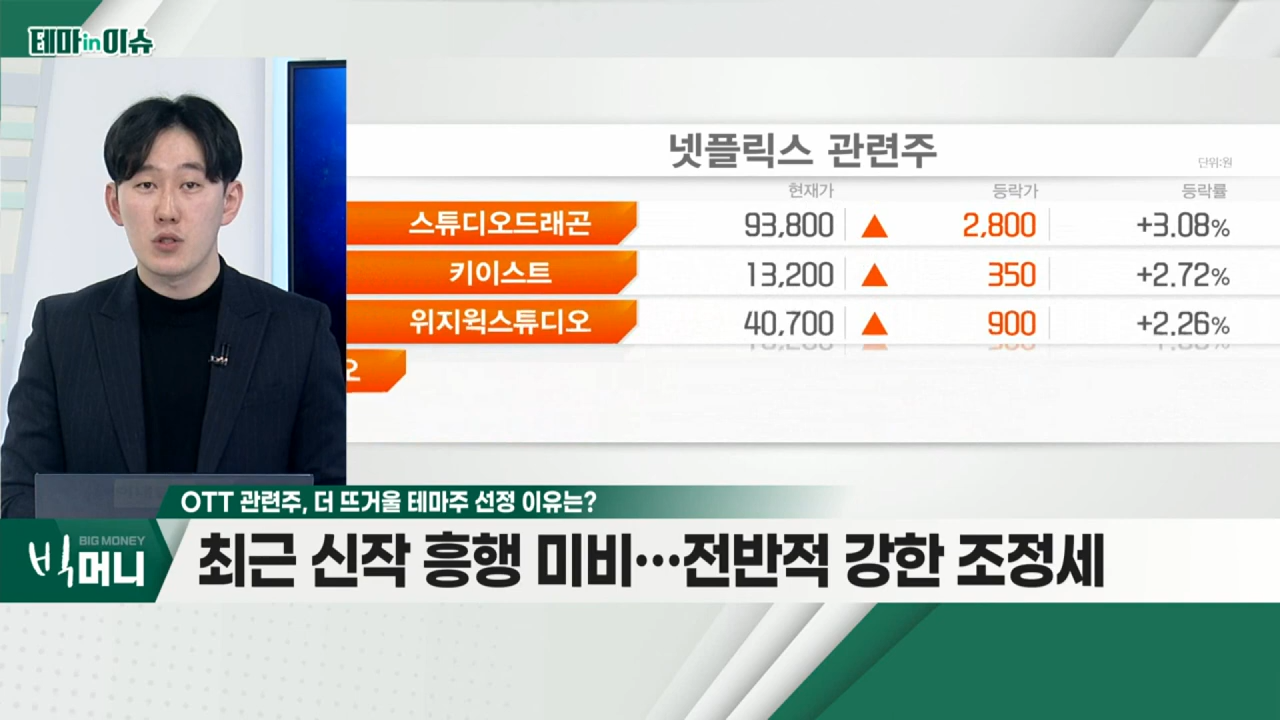 테마in이슈
넷플릭스 관련주
단위:원
현재가 등락가 등락률
스튜디오드래곤 93,800 ▲ 2,800 +3.08%
키이스트 13,200 ▲ 350 +2.72%
위지윅스튜디오 40,700 ▲ 900 +2.26%
오
OTT 관련주, 더 뜨거울 테마주 선정 이유는?
BIG MONEY
빅머니
최근 신작 흥행 미비…전반적 강한 조정세